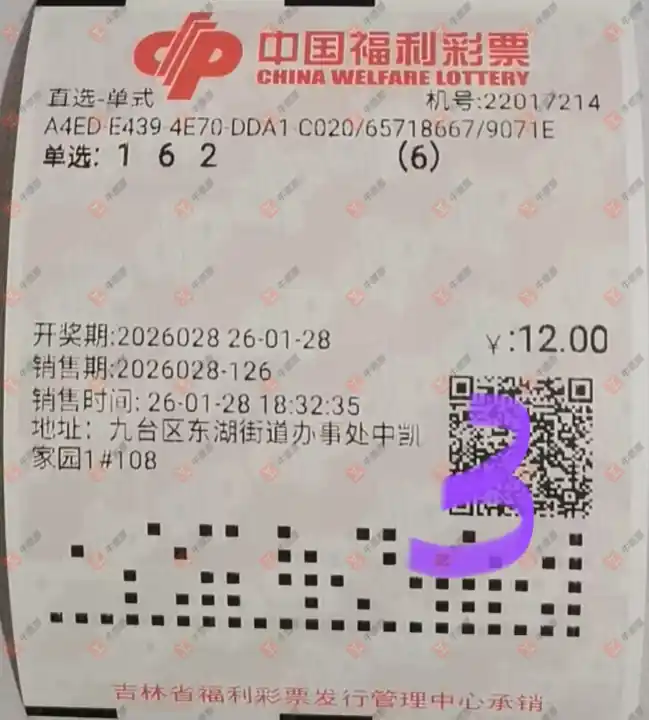 中国福利彩票
CHINA WELFARE LOTTERY
直选-单式 机号:22017214
A4ED-E439-4E70-DDA1-C020/65718667/9071E
单选: 1 6 2 (6)
开奖期:2026028 26-01-28 ¥:12.00
销售期:2026028-126
销售时间: 26-01-28 18:32:35
地址: 九台区东湖街道办事处中凯
家园1#108
3
吉林省福利彩票发行管理中心承销